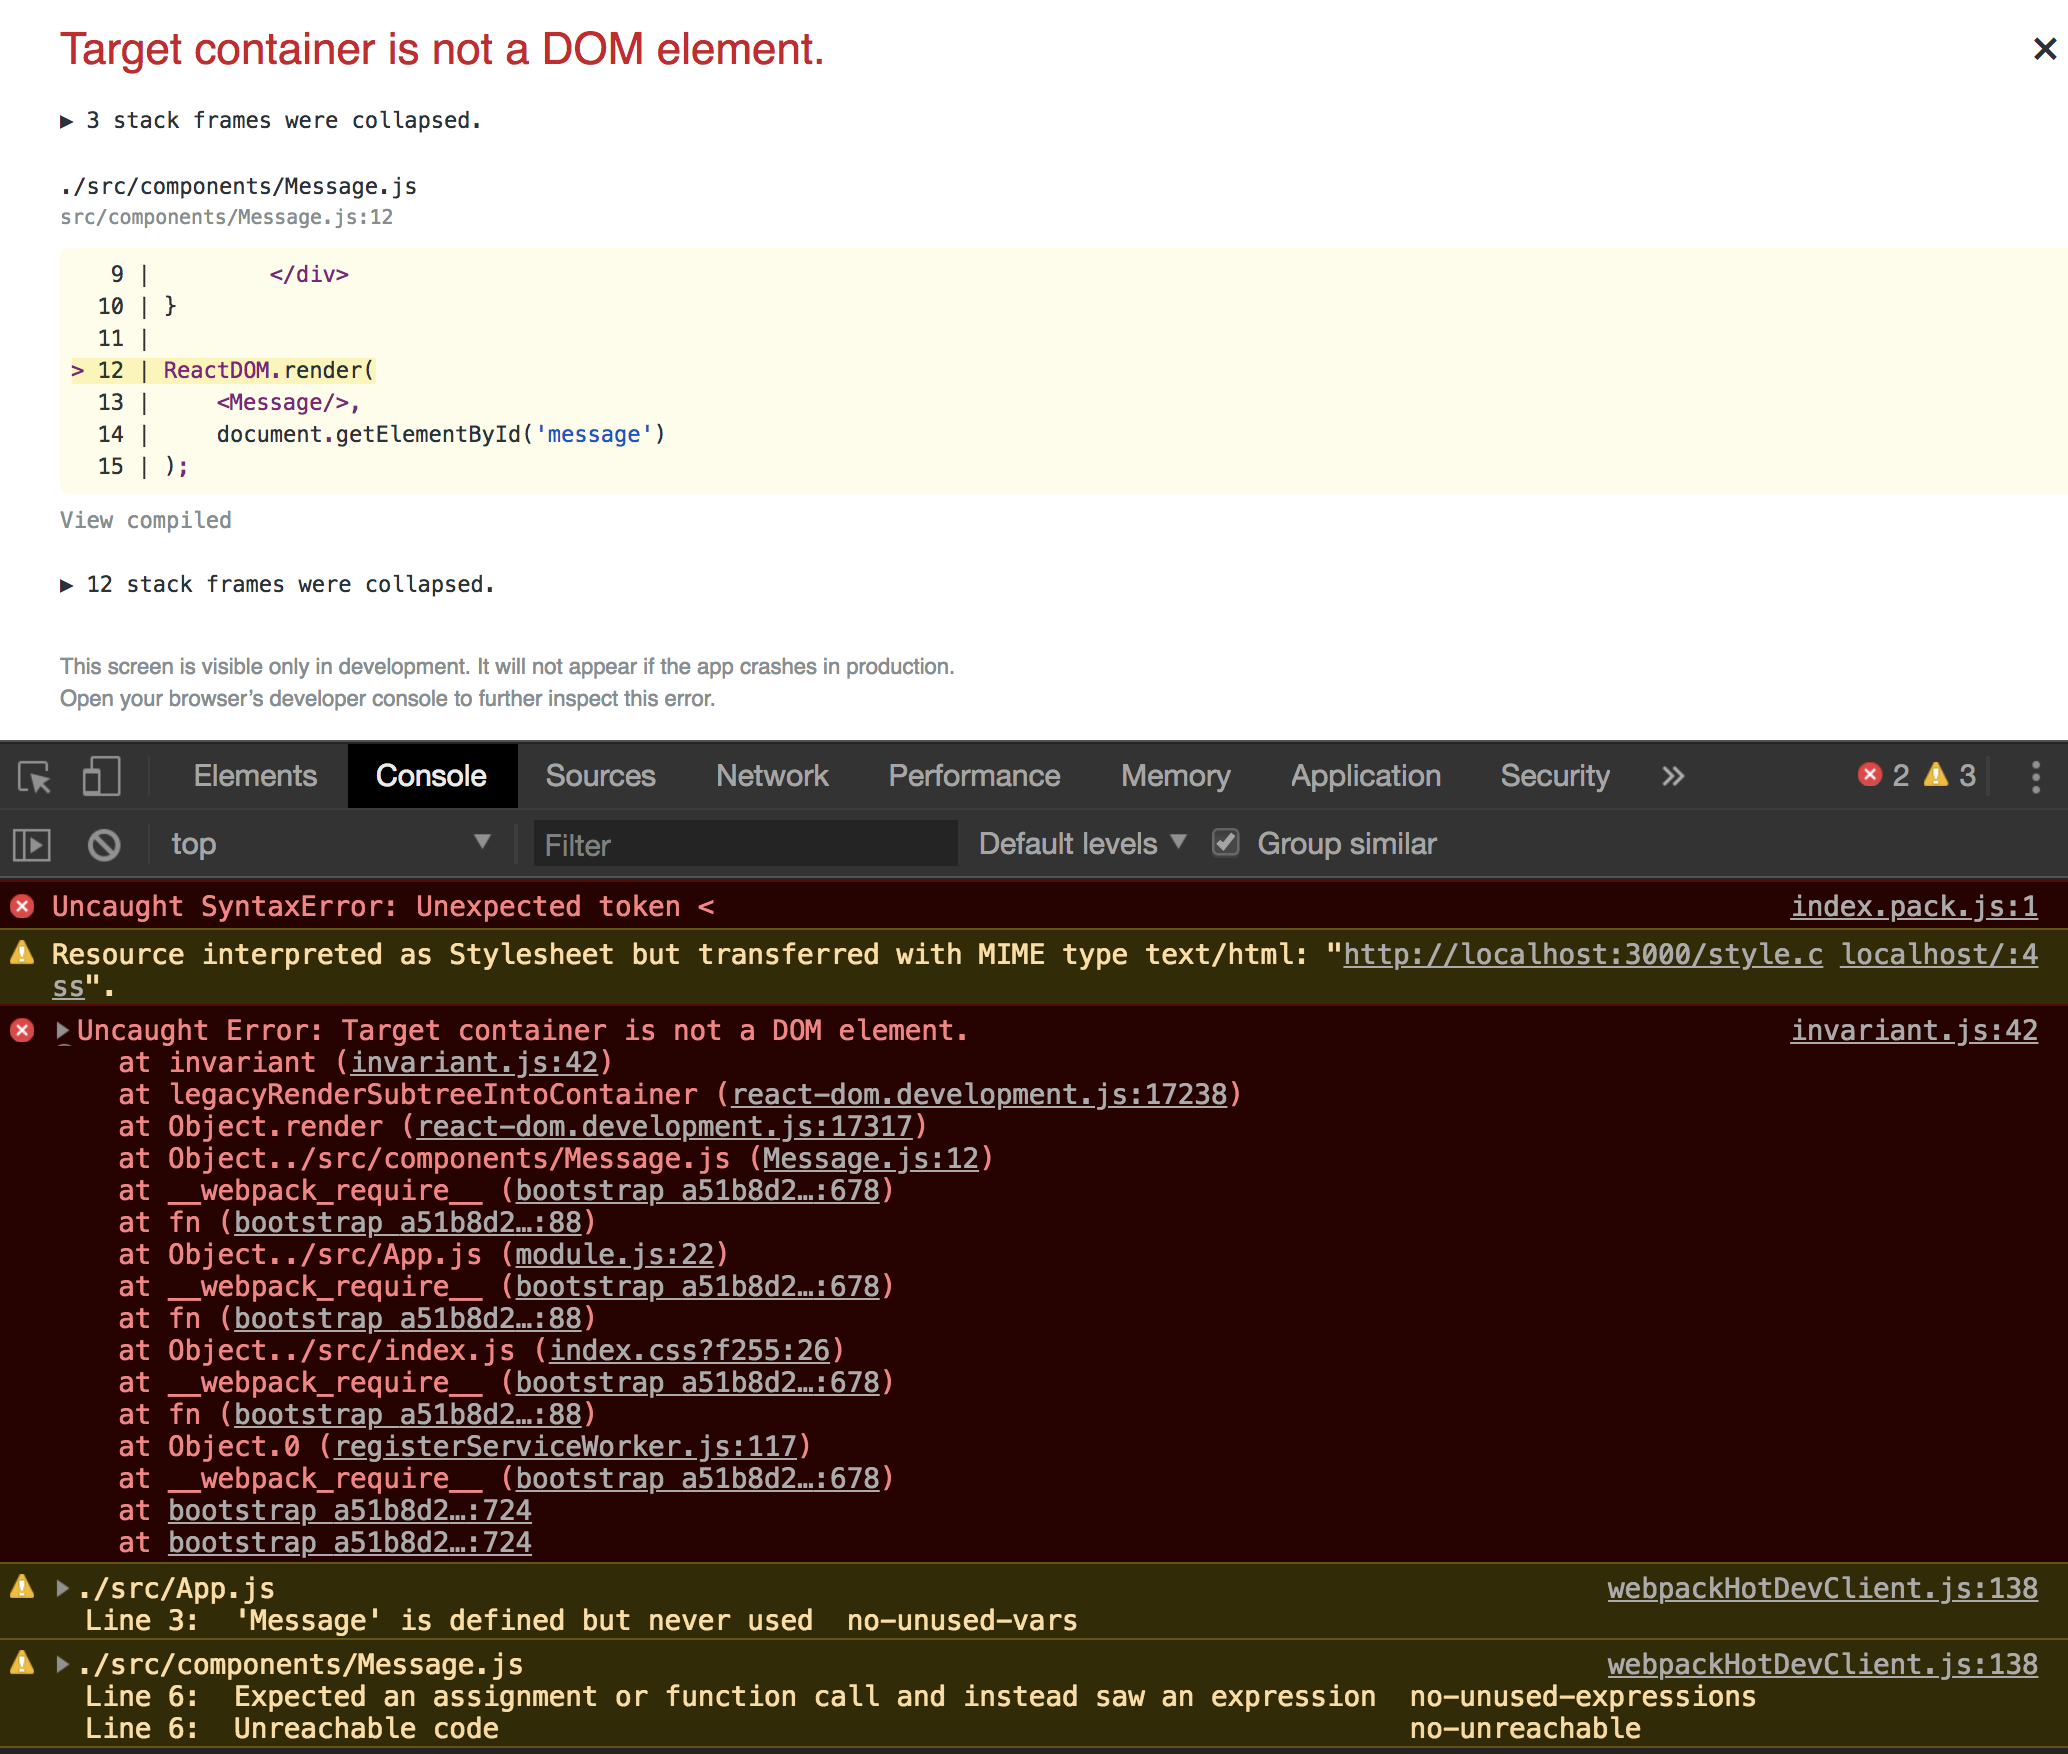 Target container is not a DOM element.
▶ 3 stack frames were collapsed.
./src/components/Message.js
src/components/Message.js:12
9 |         </div>
10 | }
11 |
> 12 | ReactDOM.render(
13 |     <Message/>,
14 |     document.getElementById('message')
15 | );
View compiled
▶ 12 stack frames were collapsed.
This screen is visible only in development. It will not appear if the app crashes in production.
Open your browser’s developer console to further inspect this error.
Elements Console Sources Network Performance Memory Application Security » 2 3
top Filter Default levels Group similar
Uncaught SyntaxError: Unexpected token < index.pack.js:1
Resource interpreted as Stylesheet but transferred with MIME type text/html: "http://localhost:3000/style.c localhost/:4
ss".
Uncaught Error: Target container is not a DOM element. invariant.js:42
at invariant (invariant.js:42)
at legacyRenderSubtreeIntoContainer (react-dom.development.js:17238)
at Object.render (react-dom.development.js:17317)
at Object../src/components/Message.js (Message.js:12)
at __webpack_require__ (bootstrap a51b8d2…:678)
at fn (bootstrap a51b8d2…:88)
at Object../src/App.js (module.js:22)
at __webpack_require__ (bootstrap a51b8d2…:678)
at fn (bootstrap a51b8d2…:88)
at Object../src/index.js (index.css?f255:26)
at __webpack_require__ (bootstrap a51b8d2…:678)
at fn (bootstrap a51b8d2…:88)
at Object.0 (registerServiceWorker.js:117)
at __webpack_require__ (bootstrap a51b8d2…:678)
at bootstrap a51b8d2…:724
at bootstrap a51b8d2…:724
./src/App.js webpackHotDevClient.js:138
Line 3:  'Message' is defined but never used  no-unused-vars
./src/components/Message.js webpackHotDevClient.js:138
Line 6:  Expected an assignment or function call and instead saw an expression  no-unused-expressions
Line 6:  Unreachable code no-unreachable